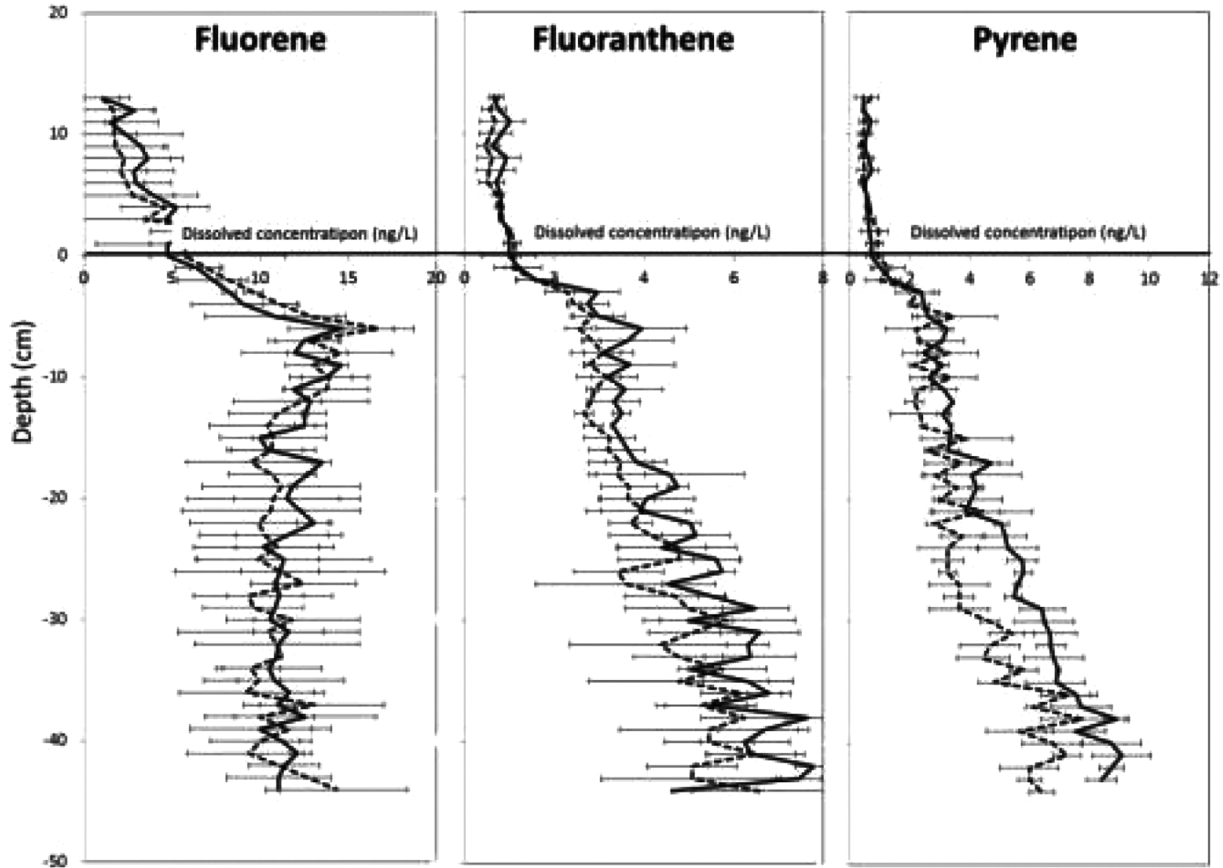 Fluorene Fluoranthene Pyrene
20
10
Dissolved concentratipon (ng/L) Dissolved concentratipon (ng/L) Dissolved concentratipon (ng/L)
0
0 5 10 15 20 0 2 4 6 8 0 2 4 6 8 10 12
-10
Depth (cm)
-20
-30
-40
-50